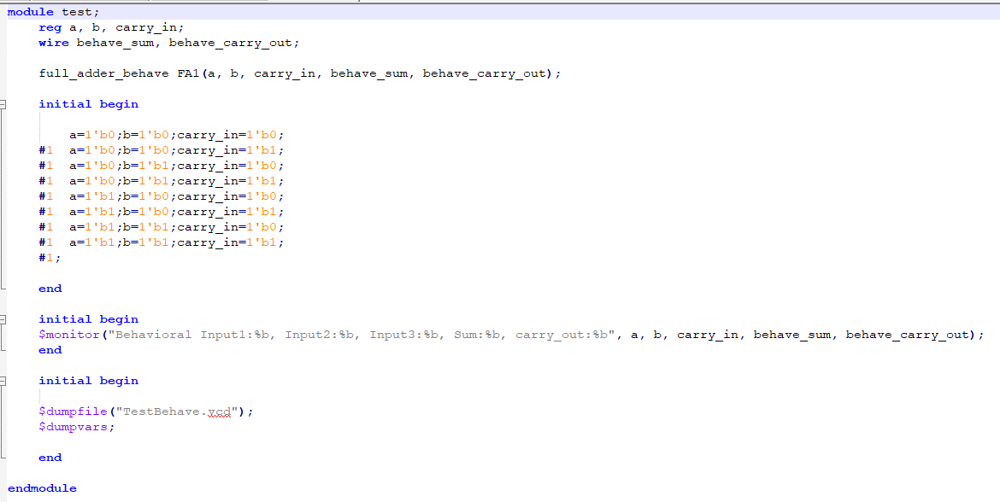 module test;
reg a, b, carry_in;
wire behave_sum, behave_carry_out;
full_adder_behave FA1(a, b, carry_in, behave_sum, behave_carry_out);
initial begin
a=1'b0;b=1'b0;carry_in=1'b0;
#1 a=1'b0;b=1'b0;carry_in=1'b1;
#1 a=1'b0;b=1'b1;carry_in=1'b0;
#1 a=1'b0;b=1'b1;carry_in=1'b1;
#1 a=1'b1;b=1'b0;carry_in=1'b0;
#1 a=1'b1;b=1'b0;carry_in=1'b1;
#1 a=1'b1;b=1'b1;carry_in=1'b0;
#1 a=1'b1;b=1'b1;carry_in=1'b1;
#1;
end
initial begin
$monitor("Behavioral Input1:%b, Input2:%b, Input3:%b, Sum:%b, carry_out:%b", a, b, carry_in, behave_sum, behave_carry_out);
end
initial begin
$dumpfile("TestBehave.vcd");
$dumpvars;
end
endmodule